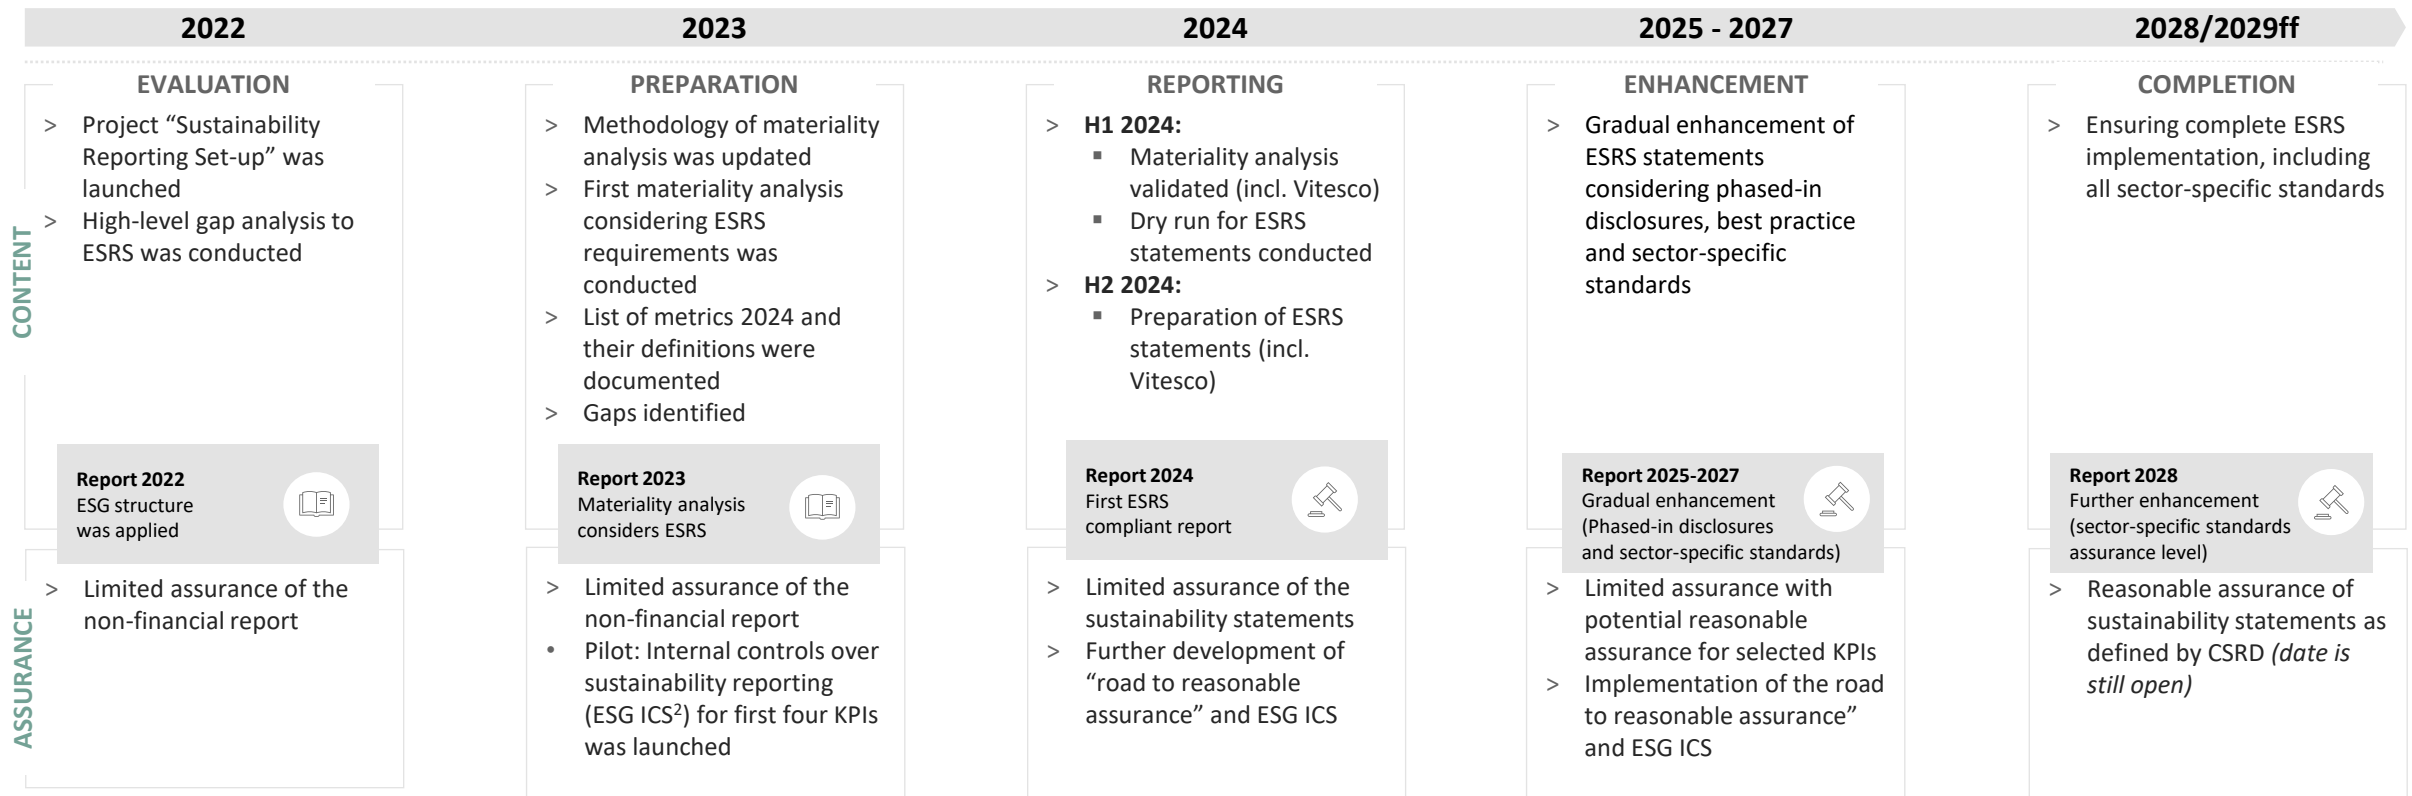 2022
2023
2024
2025 - 2027
2028/2029ff
CONTENT
ASSURANCE
EVALUATION
> Project “Sustainability
Reporting Set-up” was
launched
> High-level gap analysis to
ESRS was conducted
Report 2022
ESG structure
was applied
> Limited assurance of the
non-financial report
PREPARATION
> Methodology of materiality
analysis was updated
> First materiality analysis
considering ESRS
requirements was
conducted
> List of metrics 2024 and
their definitions were
documented
> Gaps identified
Report 2023
Materiality analysis
considers ESRS
> Limited assurance of the
non-financial report
• Pilot: Internal controls over
sustainability reporting
(ESG ICS²) for first four KPIs
was launched
REPORTING
> H1 2024:
▪ Materiality analysis
validated (incl. Vitesco)
▪ Dry run for ESRS
statements conducted
> H2 2024:
▪ Preparation of ESRS
statements (incl.
Vitesco)
Report 2024
First ESRS
compliant report
> Limited assurance of the
sustainability statements
> Further development of
“road to reasonable
assurance” and ESG ICS
ENHANCEMENT
> Gradual enhancement of
ESRS statements
considering phased-in
disclosures, best practice
and sector-specific
standards
Report 2025-2027
Gradual enhancement
(Phased-in disclosures
and sector-specific standards)
> Limited assurance with
potential reasonable
assurance for selected KPIs
> Implementation of the road
to reasonable assurance”
and ESG ICS
COMPLETION
> Ensuring complete ESRS
implementation, including
all sector-specific standards
Report 2028
Further enhancement
(sector-specific standards
assurance level)
> Reasonable assurance of
sustainability statements as
defined by CSRD (date is
still open)